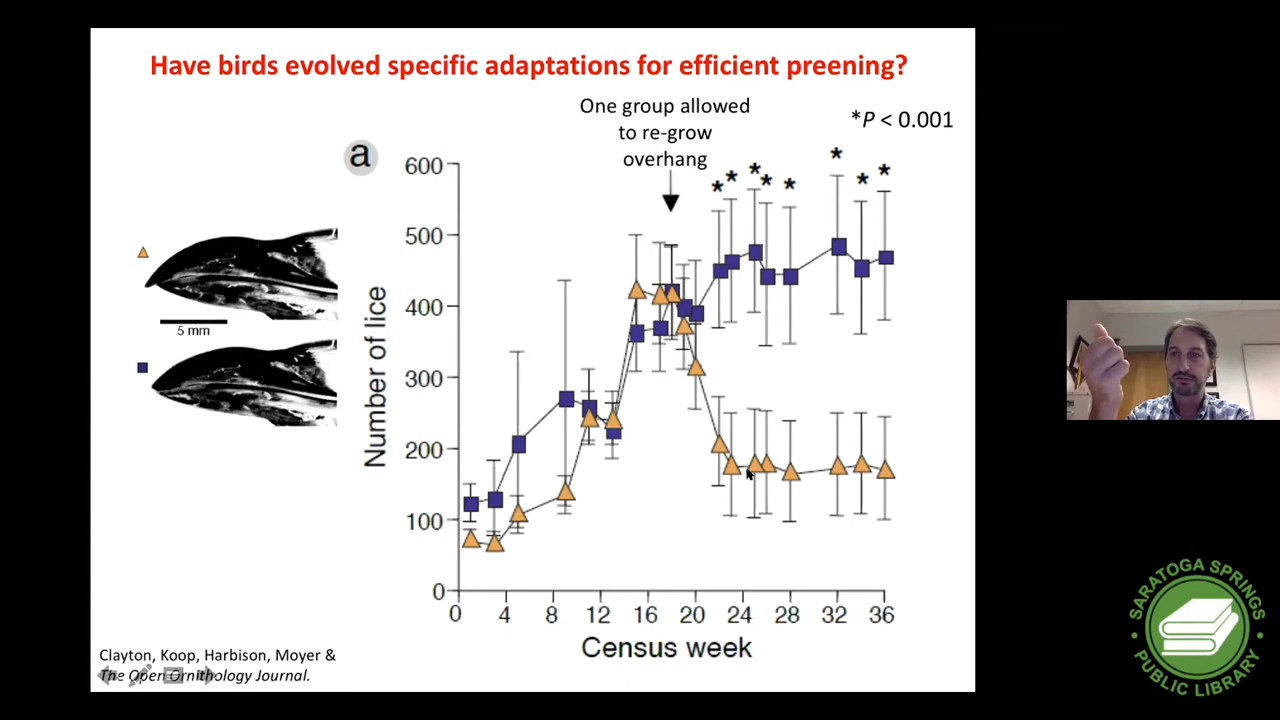 Have birds evolved specific adaptations for efficient preening?
One group allowed
to re-grow
overhang
*P < 0.001
a
600
500
400
300
200
100
0
Number of lice
* * * * * * * *
5 mm
0 4 8 12 16 20 24 28 32 36
Census week
Clayton, Koop, Harbison, Moyer &
The Open Ornithology Journal.
SARATOGA SPRINGS
PUBLIC LIBRARY